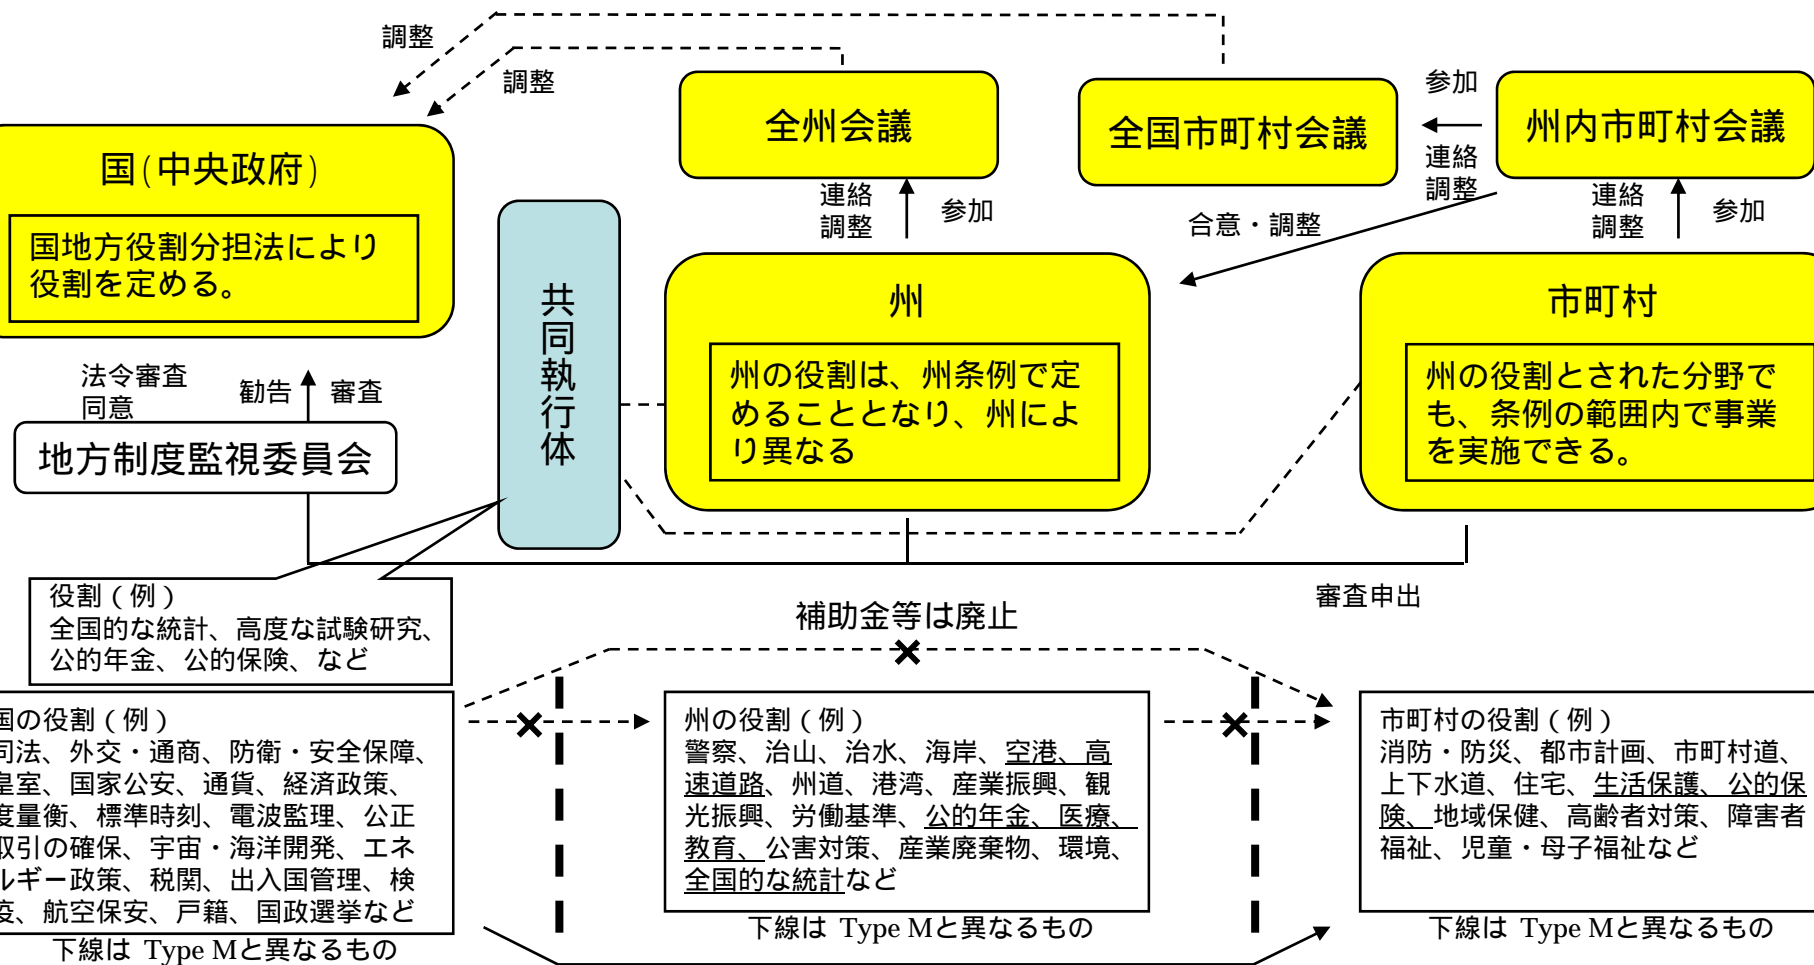 調整
調整
全州会議
全国市町村会議
参加
連絡
調整
州内市町村会議
国(中央政府)
国地方役割分担法により
役割を定める。
連絡
調整
参加
合意・調整
連絡
調整
参加
共同執行体
州
州の役割は、州条例で定
めることとなり、州によ
り異なる
市町村
州の役割とされた分野で
も、条例の範囲内で事業
を実施できる。
法令審査
同意
勧告
審査
地方制度監視委員会
審査申出
役割(例)
全国的な統計、高度な試験研究、
公的年金、公的保険、など
補助金等は廃止
国の役割(例)
司法、外交・通商、防衛・安全保障、
皇室、国家公安、通貨、経済政策、
度量衡、標準時刻、電波監理、公正
取引の確保、宇宙・海洋開発、エネ
ルギー政策、税関、出入国管理、検
疫、航空保安、戸籍、国政選挙など
下線は Type Mと異なるもの
州の役割(例)
警察、治山、治水、海岸、空港、高
速道路、州道、港湾、産業振興、観
光振興、労働基準、公的年金、医療、
教育、公害対策、産業廃棄物、環境、
全国的な統計など
下線は Type Mと異なるもの
市町村の役割(例)
消防・防災、都市計画、市町村道、
上下水道、住宅、生活保護、公的保
険、地域保健、高齢者対策、障害者
福祉、児童・母子福祉など
下線は Type Mと異なるもの